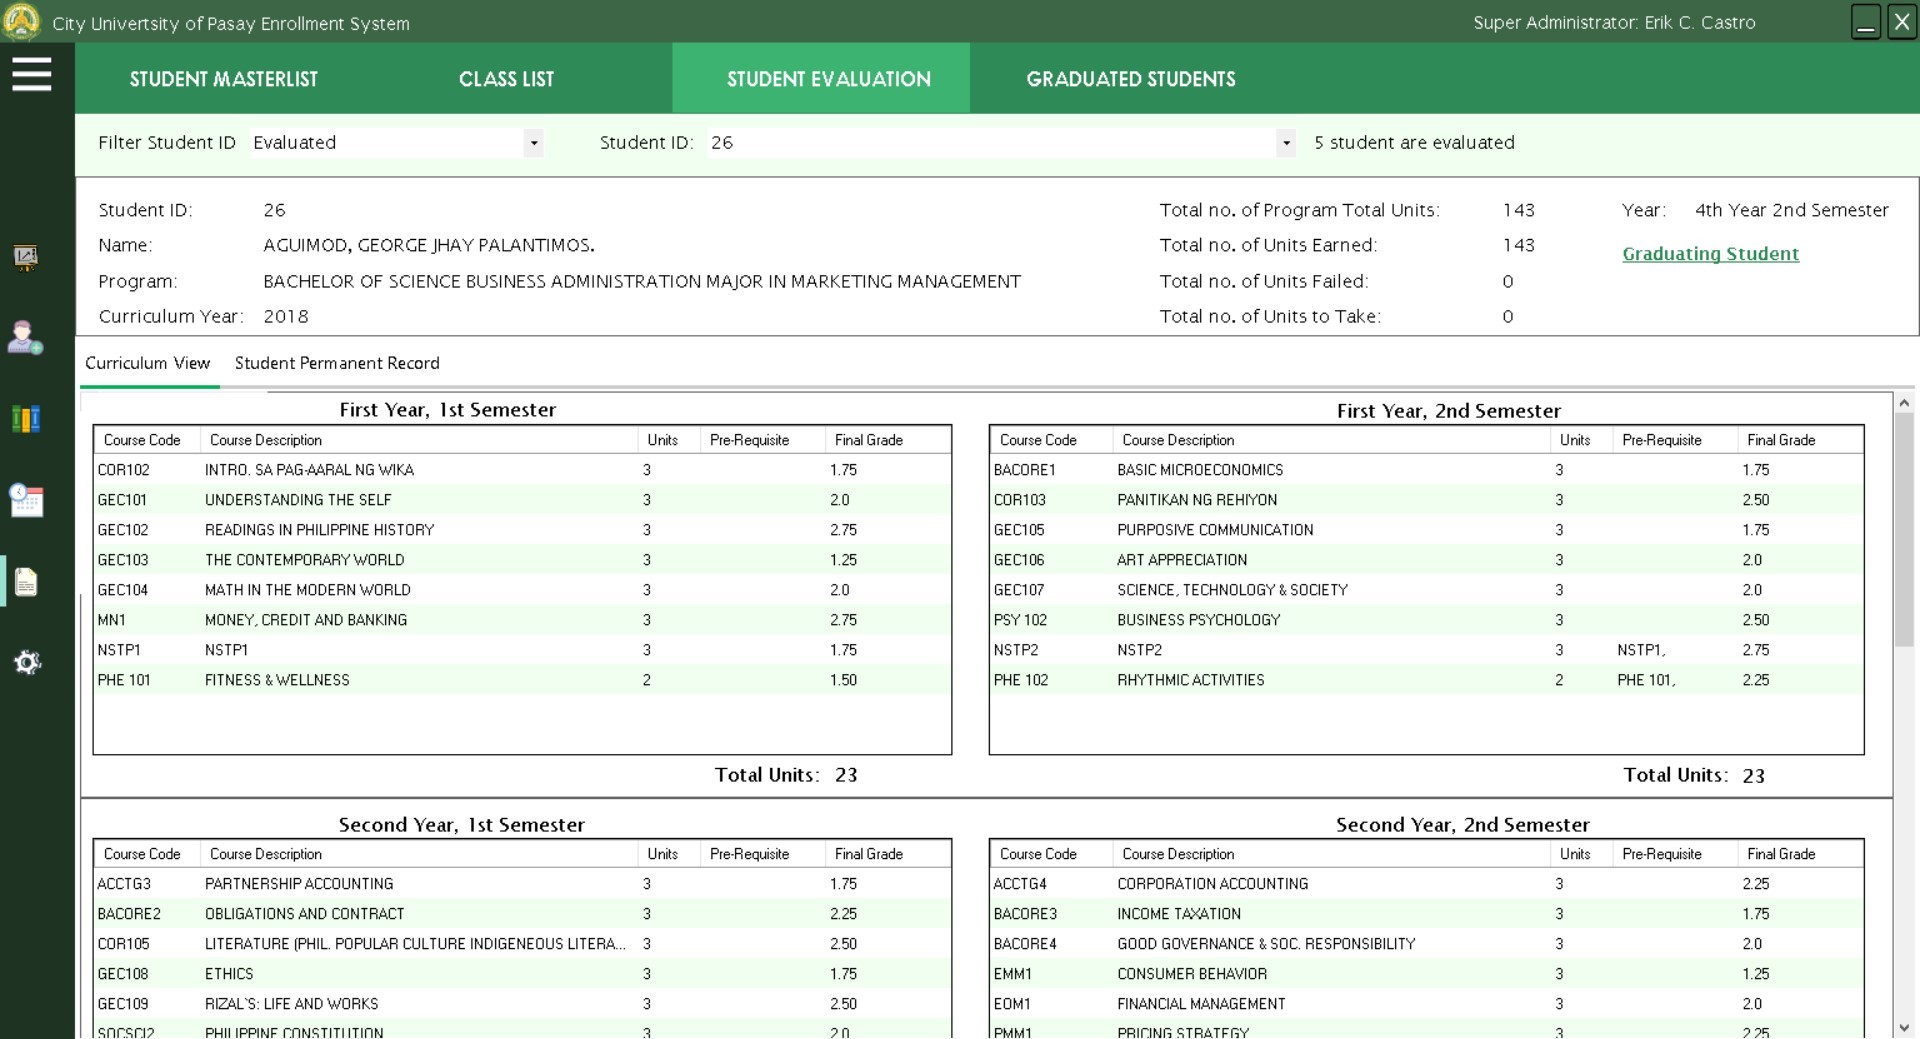 City Univertsity of Pasay Enrollment System
Super Administrator: Erik C. Castro
STUDENT MASTERLIST CLASS LIST STUDENT EVALUATION GRADUATED STUDENTS
Filter Student ID Evaluated Student ID: 26 5 student are evaluated
Student ID: 26 Total no. of Program Total Units: 143 Year: 4th Year 2nd Semester
Name: AGUIMOD, GEORGE JHAY PALANTIMOS. Total no. of Units Earned: 143
Graduating Student
Program: BACHELOR OF SCIENCE BUSINESS ADMINISTRATION MAJOR IN MARKETING MANAGEMENT Total no. of Units Failed: 0
Curriculum Year: 2018 Total no. of Units to Take: 0
Curriculum View Student Permanent Record
First Year, 1st Semester
Course Code Course Description Units Pre-Requisite Final Grade
COR102 INTRO. SA PAG-AARAL NG WIKA 3 1.75
GEC101 UNDERSTANDING THE SELF 3 2.0
GEC102 READINGS IN PHILIPPINE HISTORY 3 2.75
GEC103 THE CONTEMPORARY WORLD 3 1.25
GEC104 MATH IN THE MODERN WORLD 3 2.0
MN1 MONEY, CREDIT AND BANKING 3 2.75
NSTP1 NSTP1 3 1.75
PHE 101 FITNESS & WELLNESS 2 1.50
Total Units: 23
First Year, 2nd Semester
Course Code Course Description Units Pre-Requisite Final Grade
BACORE1 BASIC MICROECONOMICS 3 1.75
COR103 PANITIKAN NG REHIYON 3 2.50
GEC105 PURPOSIVE COMMUNICATION 3 1.75
GEC106 ART APPRECIATION 3 2.0
GEC107 SCIENCE, TECHNOLOGY & SOCIETY 3 2.0
PSY 102 BUSINESS PSYCHOLOGY 3 2.50
NSTP2 NSTP2 3 NSTP1, 2.75
PHE 102 RHYTHMIC ACTIVITIES 2 PHE 101, 2.25
Total Units: 23
Second Year, 1st Semester
Course Code Course Description Units Pre-Requisite Final Grade
ACCTG3 PARTNERSHIP ACCOUNTING 3 1.75
BACORE2 OBLIGATIONS AND CONTRACT 3 2.25
COR105 LITERATURE (PHIL. POPULAR CULTURE INDIGENEOUS LITERA... 3 2.50
GEC108 ETHICS 3 1.75
GEC109 RIZAL`S: LIFE AND WORKS 3 2.50
SOCSCI2 PHILIPPINE CONSTITUTION 3 2.0
Second Year, 2nd Semester
Course Code Course Description Units Pre-Requisite Final Grade
ACCTG4 CORPORATION ACCOUNTING 3 2.25
BACORE3 INCOME TAXATION 3 1.75
BACORE4 GOOD GOVERNANCE & SOC. RESPONSIBILITY 3 2.0
EMM1 CONSUMER BEHAVIOR 3 1.25
EOM1 FINANCIAL MANAGEMENT 3 2.0
PMM1 PRICING STRATEGY 3 2.25